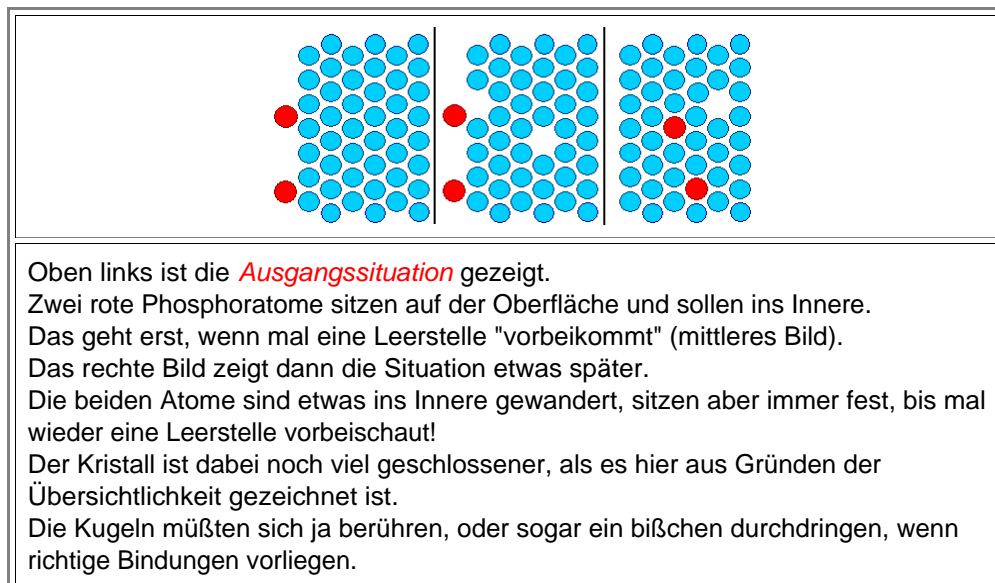 Oben links ist die Ausgangssituation gezeigt.
Zwei rote Phosphoratome sitzen auf der Oberfläche und sollen ins Innere.
Das geht erst, wenn mal eine Leerstelle "vorbeikommt" (mittleres Bild).
Das rechte Bild zeigt dann die Situation etwas später.
Die beiden Atome sind etwas ins Innere gewandert, sitzen aber immer fest, bis mal
wieder eine Leerstelle vorbeischaut!
Der Kristall ist dabei noch viel geschlossener, als es hier aus Gründen der
Übersichtlichkeit gezeichnet ist.
Die Kugeln müßten sich ja berühren, oder sogar ein bißchen durchdringen, wenn
richtige Bindungen vorliegen.